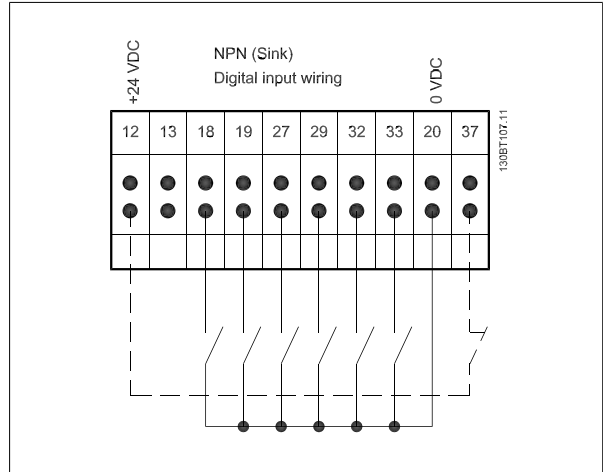 NPN (Sink)
Digital input wiring
+24 VDC
0 VDC
12 13 18 19 27 29 32 33 20 37
130BT107.11